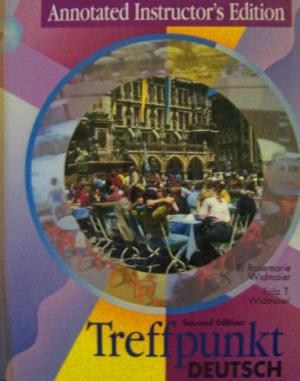 Annotated Instructor's Edition
E. Rosemarie
Widmaier
Fritz T.
Widmaier
Second Edition
Treffpunkt
DEUTSCH